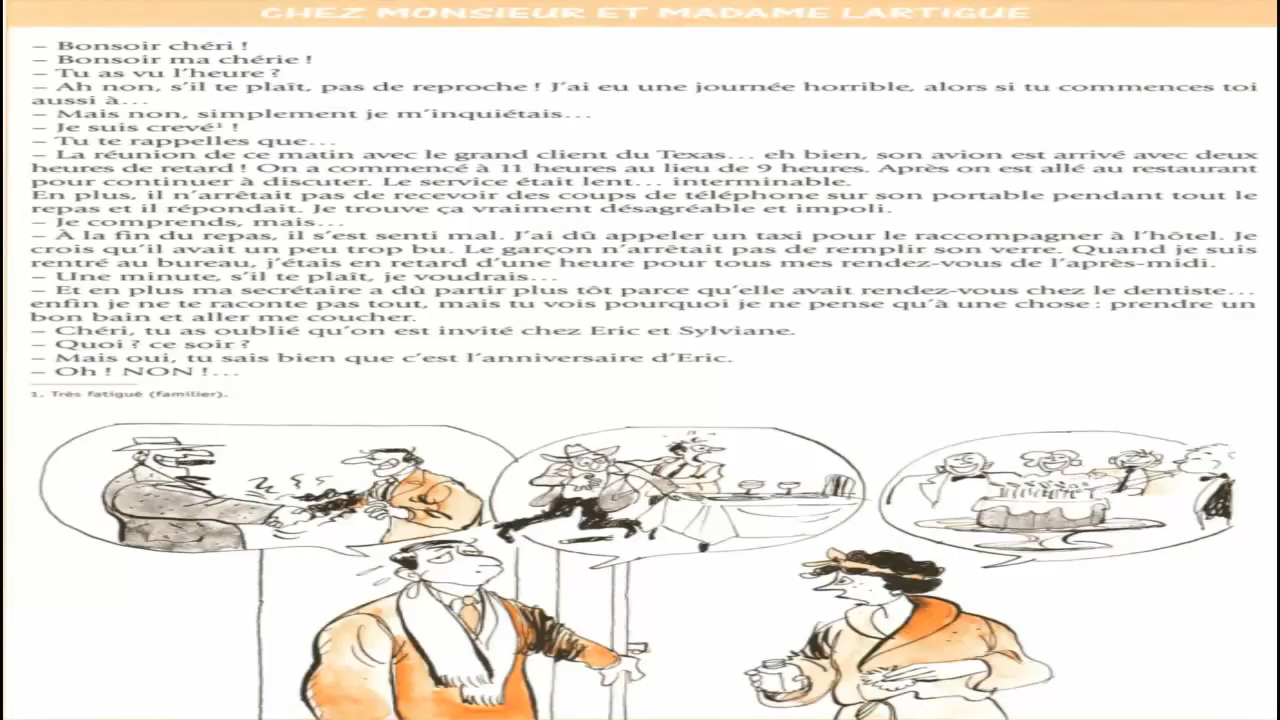 CHEZ MONSIEUR ET MADAME LARTIGUE
– Bonsoir chéri !
– Bonsoir ma chérie !
– Tu as vu l'heure ?
– Ah non, s'il te plaît, pas de reproche ! J'ai eu une journée horrible, alors si tu commences toi
aussi à…
– Mais non, simplement je m'inquiétais…
– Je suis crevé¹ !
– Tu te rappelles que…
– La réunion de ce matin avec le grand client du Texas… eh bien, son avion est arrivé avec deux
heures de retard ! On a commencé à 11 heures au lieu de 9 heures. Après on est allé au restaurant
pour continuer à discuter. Le service était lent… interminable.
En plus, il n'arrêtait pas de recevoir des coups de téléphone sur son portable pendant tout le
repas et il répondait. Je trouve ça vraiment désagréable et impoli.
– Je comprends, mais…
– À la fin du repas, il s'est senti mal. J'ai dû appeler un taxi pour le raccompagner à l'hôtel. Je
crois qu'il avait un peu trop bu. Le garçon n'arrêtait pas de remplir son verre. Quand je suis
rentré au bureau, j'étais en retard d'une heure pour tous mes rendez-vous de l'après-midi.
– Une minute, s'il te plaît, je voudrais…
– Et en plus ma secrétaire a dû partir plus tôt parce qu'elle avait rendez-vous chez le dentiste…
enfin je ne te raconte pas tout, mais tu vois pourquoi je ne pense qu'à une chose : prendre un
bon bain et aller me coucher.
– Chéri, tu as oublié qu'on est invité chez Eric et Sylviane.
– Quoi ? ce soir ?
– Mais oui, tu sais bien que c'est l'anniversaire d'Eric.
– Oh ! NON !…
1. Très fatigué (familier).